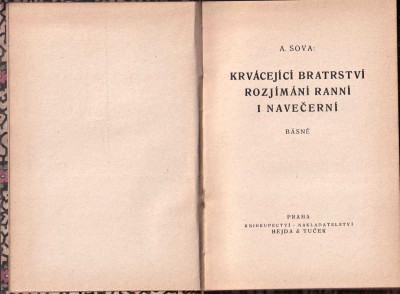 A. SOVA:
KRVÁCEJÍCÍ BRATRSTVÍ
ROZJÍMÁNÍ RANNÍ
I NAVEČERNÍ
BÁSNĚ
PRAHA
KNIHKUPECTVÍ - NAKLADATELSTVÍ
HEJDA & TUČEK